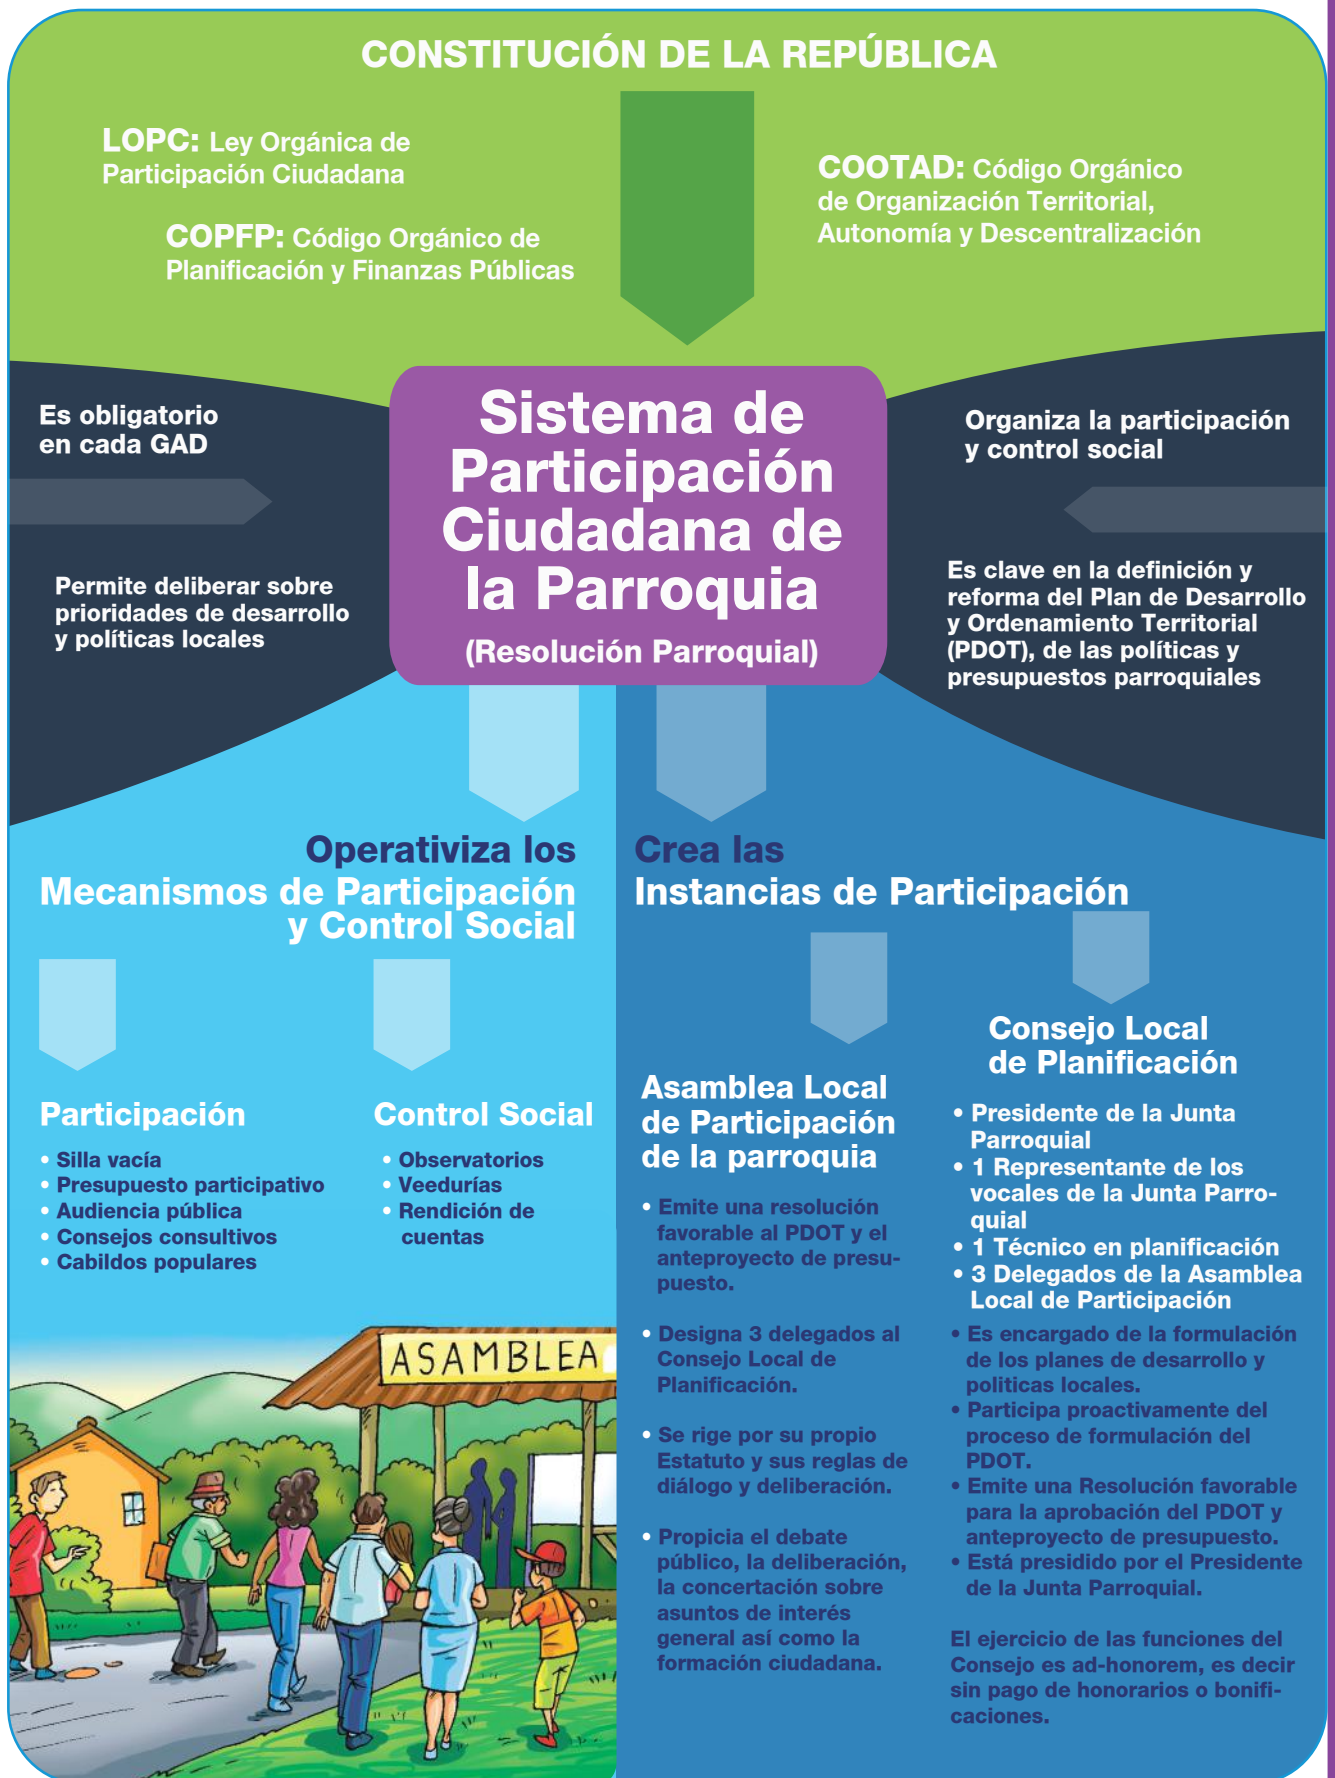 CONSTITUCIÓN DE LA REPÚBLICA
LOPC: Ley Orgánica de
Participación Ciudadana
COPFP: Código Orgánico de
Planificación y Finanzas Públicas
COOTAD: Código Orgánico
de Organización Territorial,
Autonomía y Descentralización
Es obligatorio
en cada GAD
Permite deliberar sobre
prioridades de desarrollo
y políticas locales
Sistema de
Participación
Ciudadana de
la Parroquia
(Resolución Parroquial)
Organiza la participación
y control social
Es clave en la definición y
reforma del Plan de Desarrollo
y Ordenamiento Territorial
(PDOT), de las políticas y
presupuestos parroquiales
Operativiza los
Mecanismos de Participación
y Control Social
Participación
• Silla vacía
• Presupuesto participativo
• Audiencia pública
• Consejos consultivos
• Cabildos populares
Control Social
• Observatorios
• Veedurías
• Rendición de
cuentas
ASAMBLEA
Crea las
Instancias de Participación
Asamblea Local
de Participación
de la parroquia
• Emite una resolución
favorable al PDOT y el
anteproyecto de presu-
puesto.
• Designa 3 delegados al
Consejo Local de
Planificación.
• Se rige por su propio
Estatuto y sus reglas de
diálogo y deliberación.
• Propicia el debate
público, la deliberación,
la concertación sobre
asuntos de interés
general así como la
formación ciudadana.
Consejo Local
de Planificación
• Presidente de la Junta
Parroquial
• 1 Representante de los
vocales de la Junta Parro-
quial
• 1 Técnico en planificación
• 3 Delegados de la Asamblea
Local de Participación
• Es encargado de la formulación
de los planes de desarrollo y
politicas locales.
• Participa proactivamente del
proceso de formulación del
PDOT.
• Emite una Resolución favorable
para la aprobación del PDOT y
anteproyecto de presupuesto.
• Está presidido por el Presidente
de la Junta Parroquial.
El ejercicio de las funciones del
Consejo es ad-honorem, es decir
sin pago de honorarios o bonifi-
caciones.